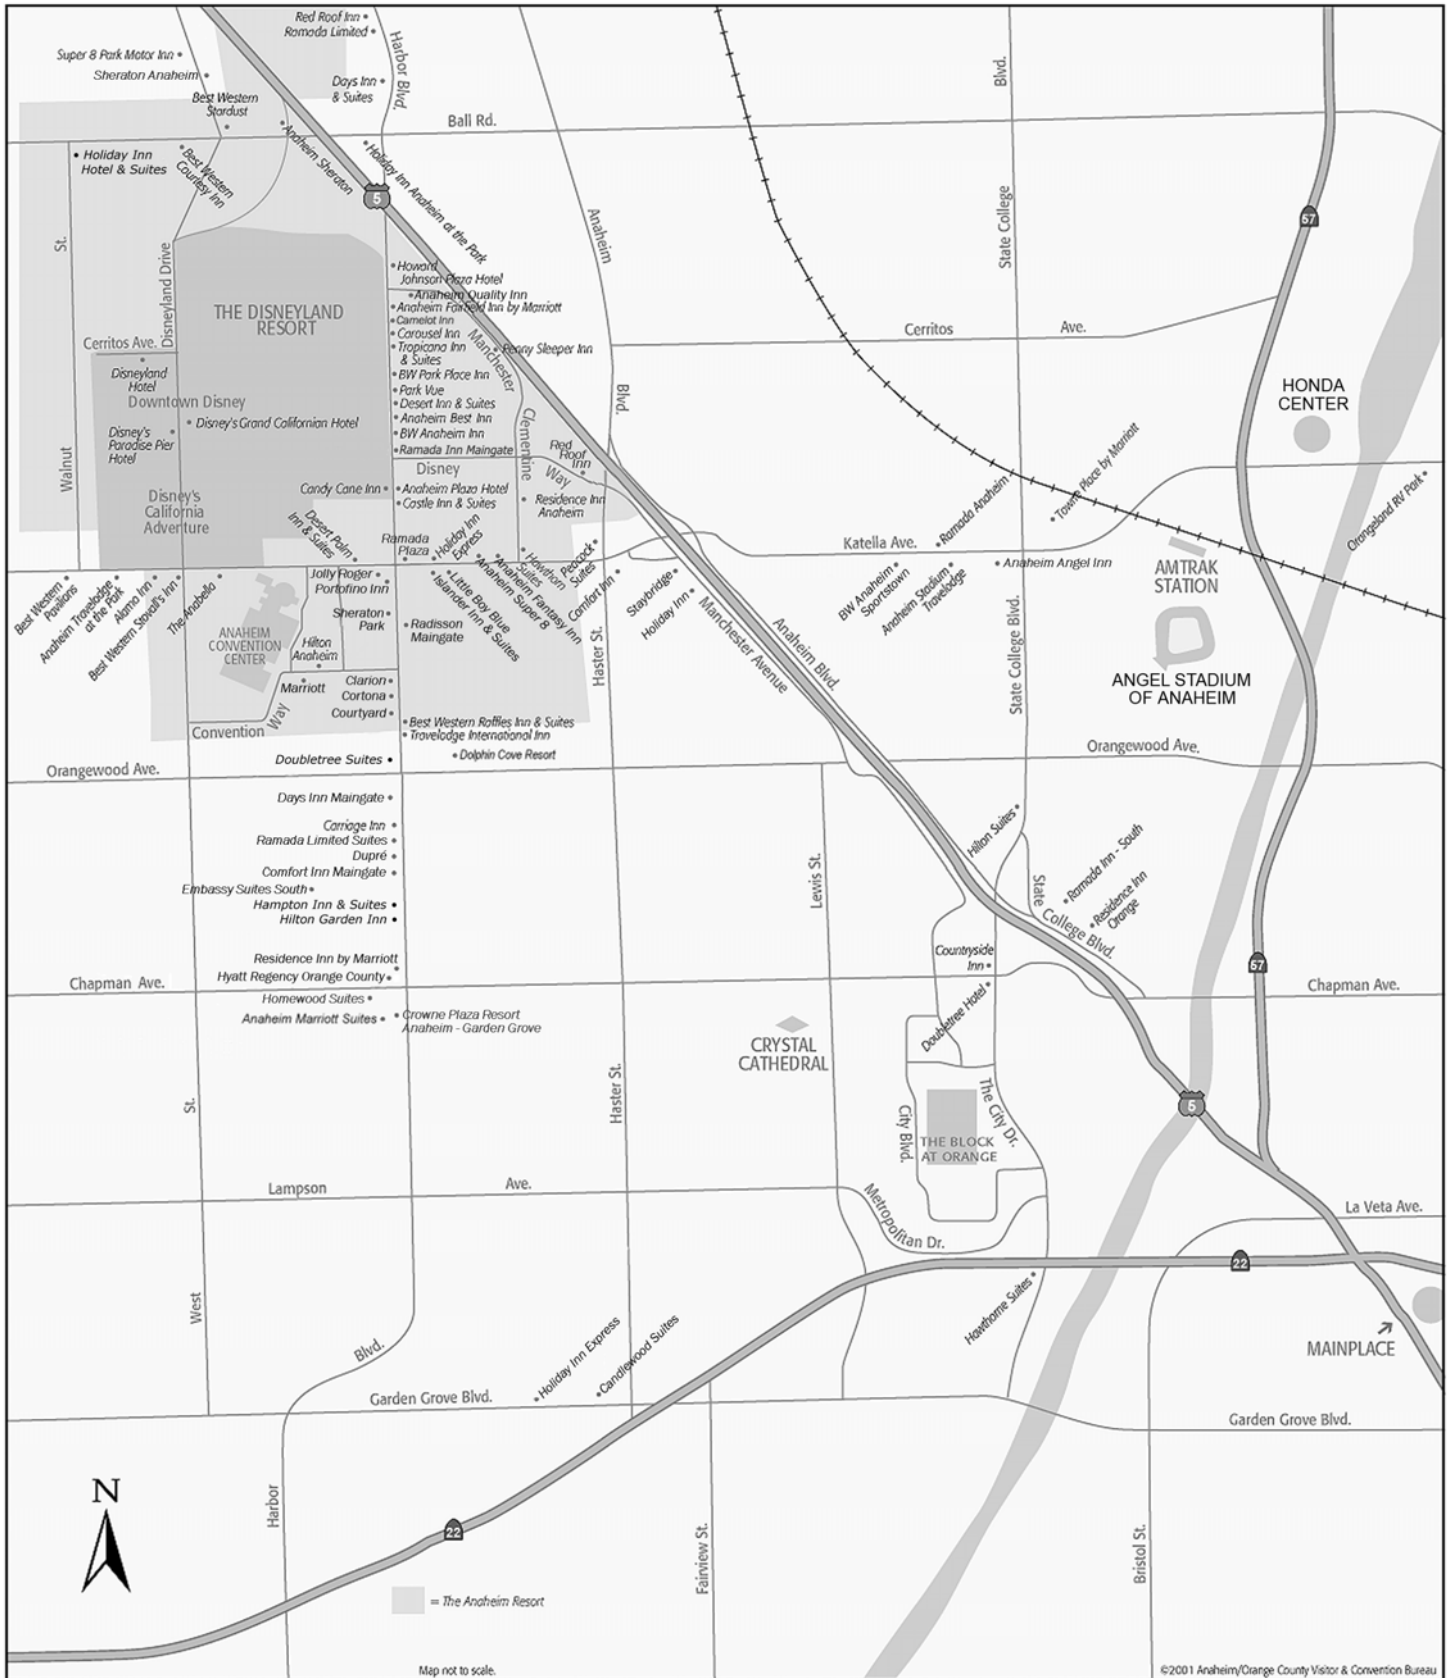 Red Roof Inn
Ramada Limited
Super 8 Park Motor Inn
Sheraton Anaheim
Days Inn
& Suites
Harbor Blvd.
Best Western
Stardust
Ball Rd.
Blvd.
Holiday Inn
Hotel & Suites
Best Western
Courtesy Inn
Anaheim Sheraton
Holiday Inn Anaheim at the Park
5
57
St.
Disneyland Drive
Anaheim
State College
Howard
Johnson Plaza Hotel
Anaheim Quality Inn
Anaheim Fairfield Inn by Marriott
Camelot Inn
Carousel Inn
Tropicana Inn
& Suites
Manchester
Penny Sleeper Inn
THE DISNEYLAND
RESORT
Cerritos Ave.
Cerritos
Ave.
Disneyland
Hotel
BW Park Place Inn
Park Vue
Desert Inn & Suites
Anaheim Best Inn
BW Anaheim Inn
Ramada Inn Maingate
Downtown Disney
Disney's Grand Californian Hotel
Disney's
Paradise Pier
Hotel
Blvd.
HONDA
CENTER
Clementine
Red
Roof
Inn
Walnut
Disney
Way
Candy Cane Inn
Anaheim Plaza Hotel
Castle Inn & Suites
Residence Inn
Anaheim
Disney's
California
Adventure
Towne Place by Marriott
Ramada Anaheim
Orangeland RV Park
Desert Palm
Inn & Suites
Ramada
Plaza
Holiday Inn
Express
Hawthorn
Suites
Peacock
Suites
Katella Ave.
Anaheim Angel Inn
AMTRAK
STATION
Best Western
Pavilions
Anaheim Travelodge
at the Park
Alamo Inn
Best Western Stovall's Inn
The Anabella
Jolly Roger
Portofino Inn
Little Boy Blue
Islander Inn & Suites
Anaheim Super 8
Anaheim Fantasy Inn
Comfort Inn
Staybridge
Holiday Inn
BW Anaheim
Sportstown
Anaheim Stadium
Travelodge
Sheraton
Park
Radisson
Maingate
ANAHEIM
CONVENTION
CENTER
Hilton
Anaheim
Haster St.
Manchester Avenue
Anaheim Blvd.
State College Blvd.
ANGEL STADIUM
OF ANAHEIM
Marriott
Clarion
Cortona
Courtyard
Convention
Way
Best Western Raffles Inn & Suites
Travelodge International Inn
Dolphin Cove Resort
Doubletree Suites
Orangewood Ave.
Orangewood Ave.
Days Inn Maingate
Carriage Inn
Ramada Limited Suites
Dupré
Comfort Inn Maingate
Embassy Suites South
Hampton Inn & Suites
Hilton Garden Inn
Lewis St.
Hilton Suites
Ramada Inn - South
Residence Inn
Orange
State
College Blvd.
Residence Inn by Marriott
Hyatt Regency Orange County
Countryside
Inn
57
Chapman Ave.
Chapman Ave.
Homewood Suites
Anaheim Marriott Suites
Crowne Plaza Resort
Anaheim - Garden Grove
Doubletree Hotel
CRYSTAL
CATHEDRAL
St.
Haster St.
The City Dr.
City Blvd.
THE BLOCK
AT ORANGE
5
Lampson
Ave.
Metropolitan Dr.
La Veta Ave.
22
West
Hawthorne Suites
MAINPLACE
Blvd.
Holiday Inn Express
Candlewood Suites
Garden Grove Blvd.
Garden Grove Blvd.
N
Harbor
22
Fairview St.
Bristol St.
= The Anaheim Resort
Map not to scale.
©2001 Anaheim/Orange County Visitor & Convention Bureau